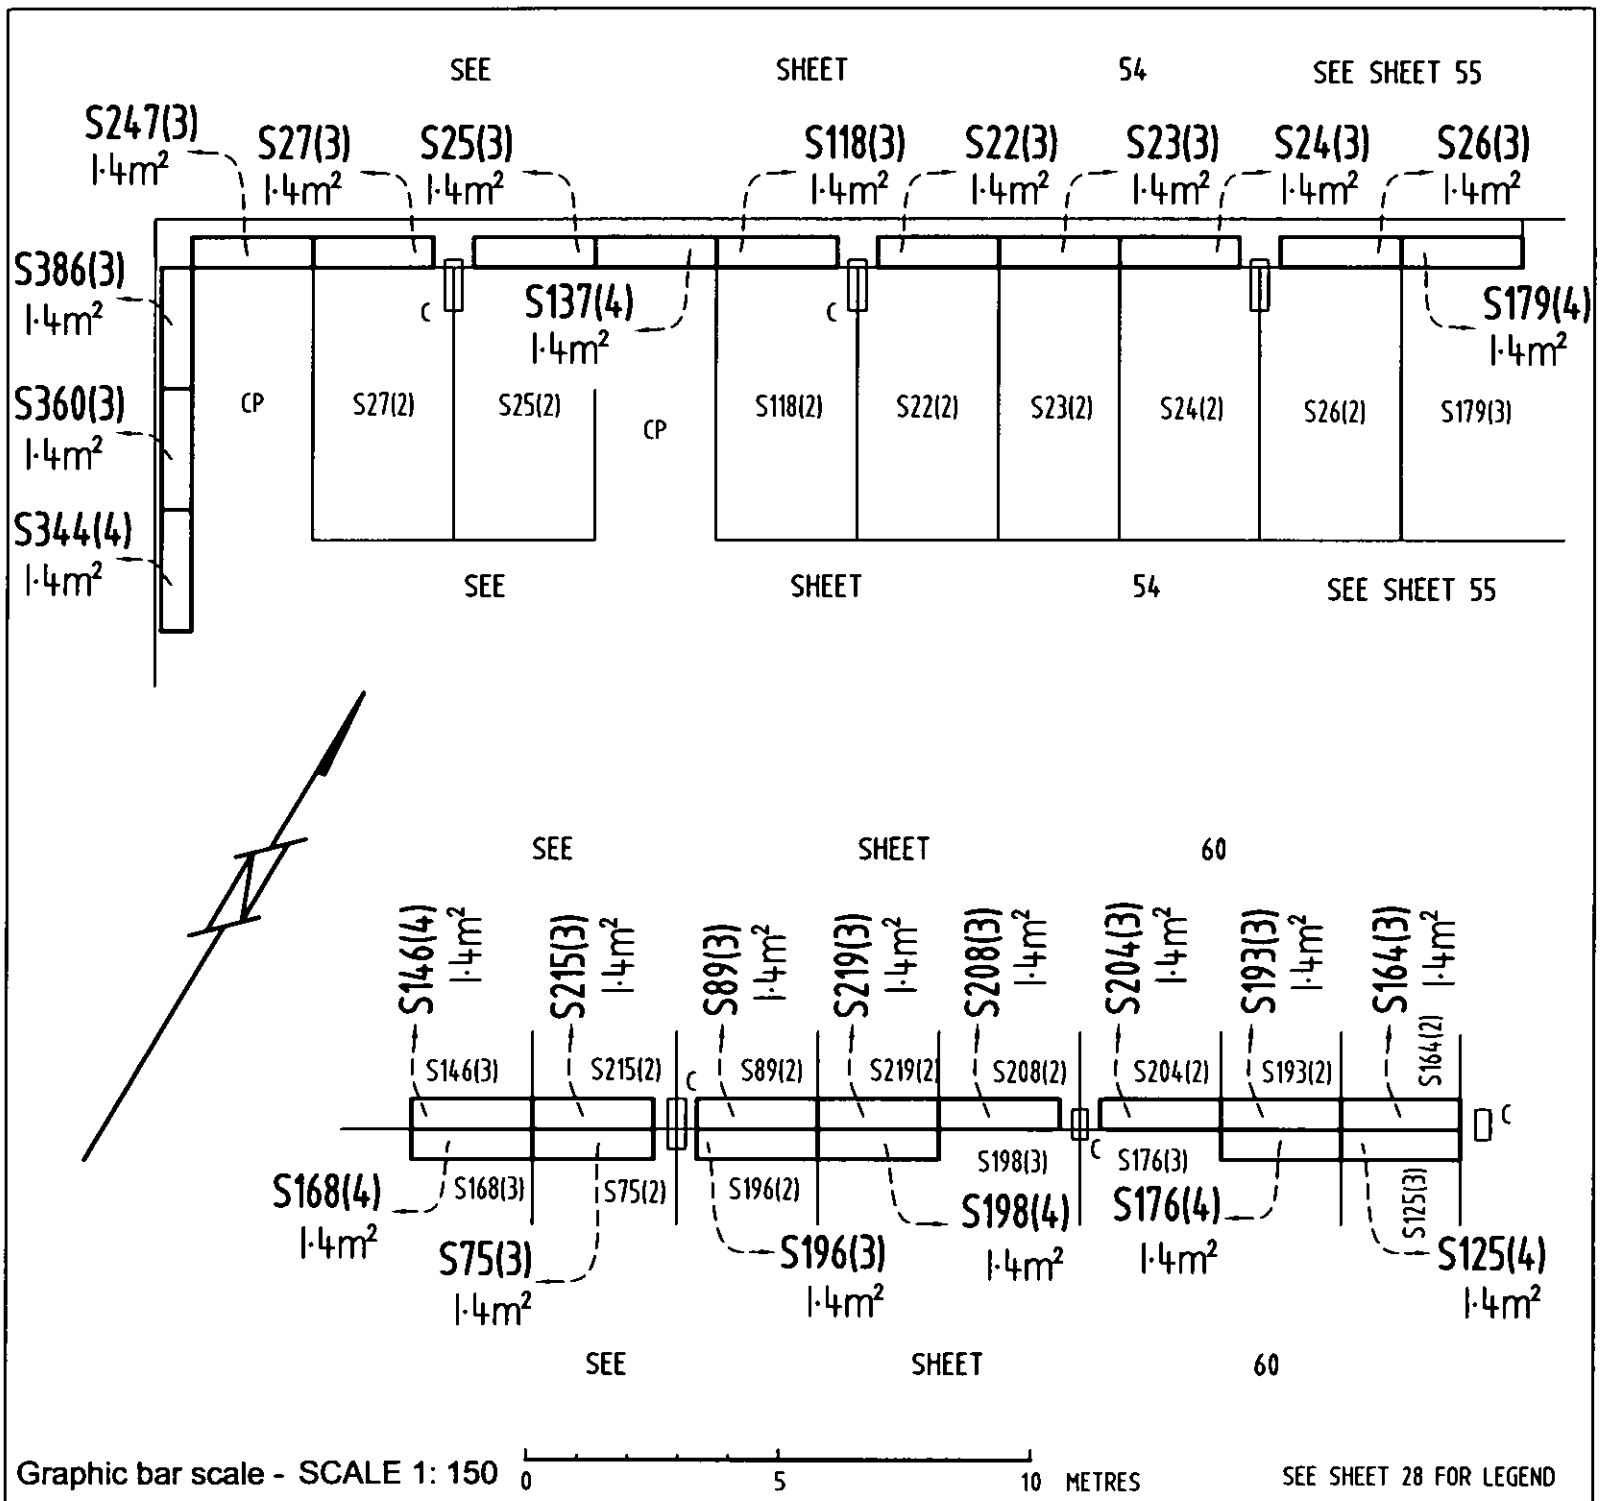 SEE SHEET 54 SEE SHEET 55
S247(3) S27(3) S25(3) S118(3) S22(3) S23(3) S24(3) S26(3)
1·4m² 1·4m² 1·4m² 1·4m² 1·4m² 1·4m² 1·4m² 1·4m²
S386(3)
1·4m²
S137(4) S179(4)
1·4m² 1·4m²
C C
S360(3)
1·4m²
CP S27(2) S25(2) CP S118(2) S22(2) S23(2) S24(2) S26(2) S179(3)
S344(4)
1·4m²
SEE SHEET 54 SEE SHEET 55
SEE SHEET 60
S146(4) S215(3) S89(3) S219(3) S208(3) S204(3) S193(3) S164(3)
1·4m² 1·4m² 1·4m² 1·4m² 1·4m² 1·4m² 1·4m² 1·4m²
S146(3) S215(2) C S89(2) S219(2) S208(2) S204(2) S193(2) S164(2)
C C
S168(3) S75(2) S196(2) S198(3) S176(3) S125(3)
S168(4) S198(4) S176(4)
1·4m² 1·4m² 1·4m²
S75(3) S196(3) S125(4)
1·4m² 1·4m² 1·4m²
SEE SHEET 60
Graphic bar scale - SCALE 1: 150 0 5 10 METRES SEE SHEET 28 FOR LEGEND